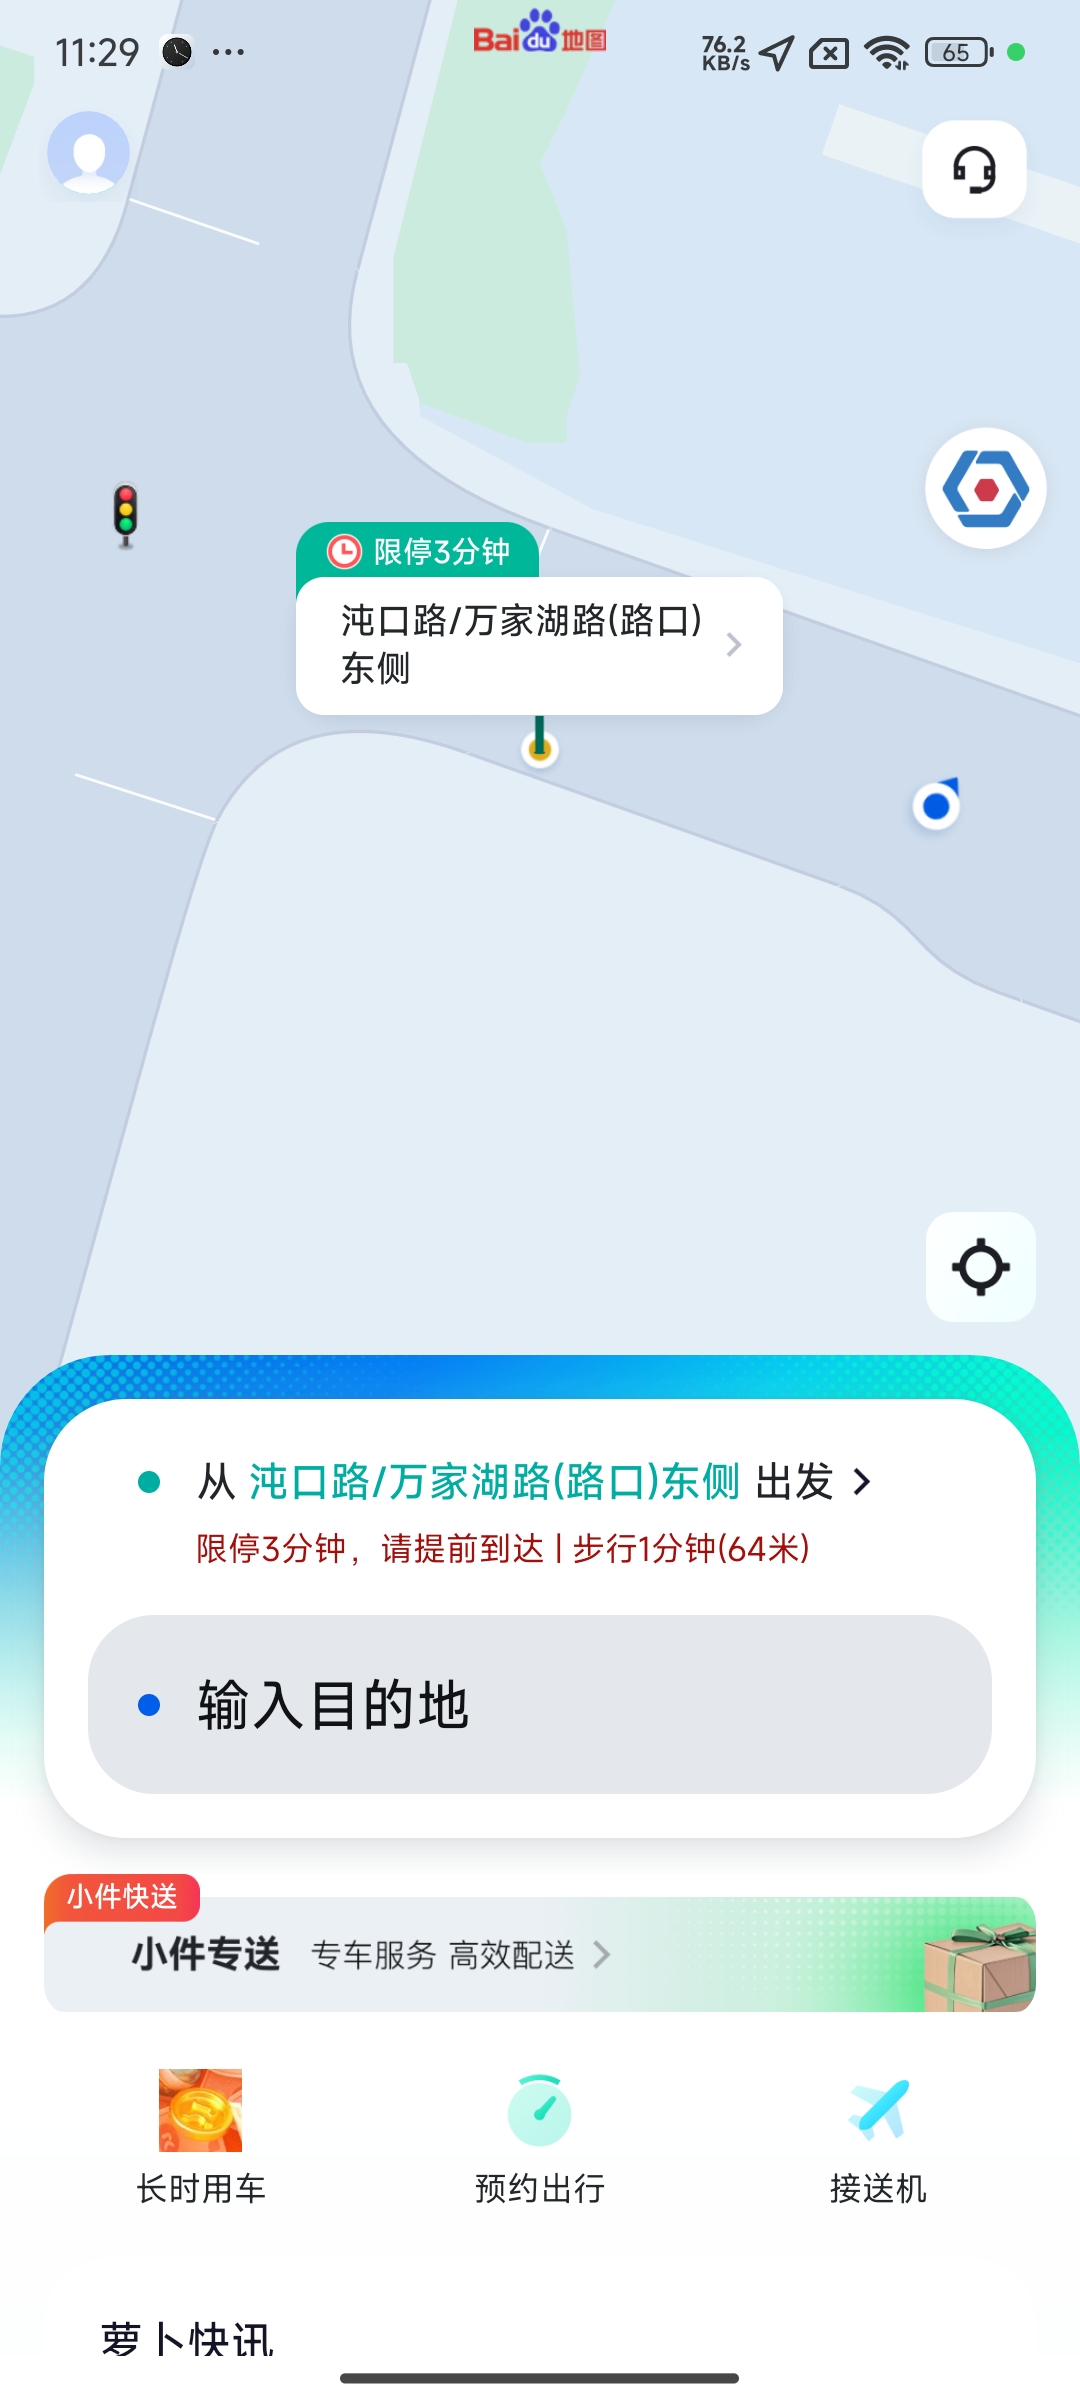 11:29
76.2
KB/s
65
Baidu地图
限停3分钟
沌口路/万家湖路(路口)
东侧
从 沌口路/万家湖路(路口)东侧 出发
限停3分钟，请提前到达 | 步行1分钟(64米)
输入目的地
小件快送
小件专送 专车服务 高效配送
长时用车
预约出行
接送机
萝卜快讯